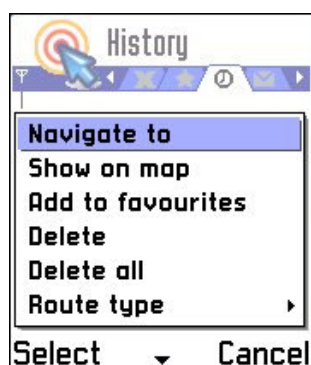 History
Navigate to
Show on map
Add to favourites
Delete
Delete all
Route type
Select Cancel